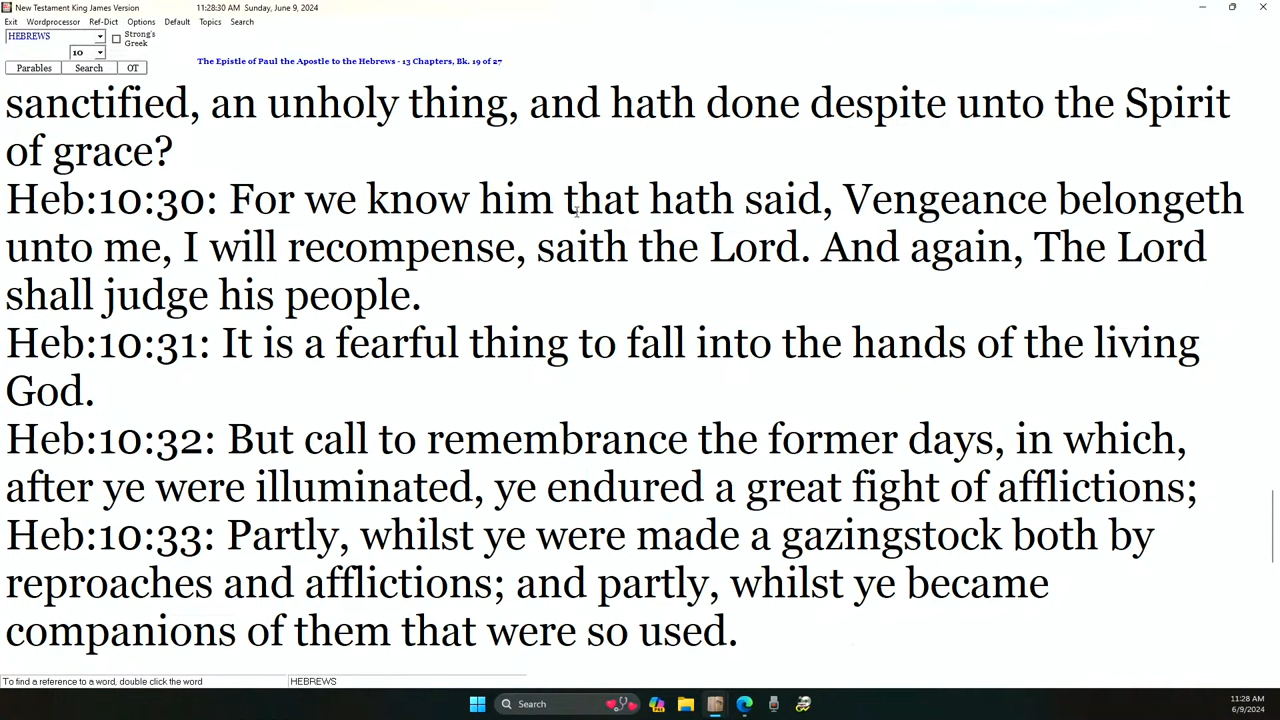 New Testament King James Version 11:28:30 AM Sunday, June 9, 2024
Exit Wordprocessor Ref-Dict Options Default Topics Search
HEBREWS
Strong's
Greek
10
Parables Search OT
The Epistle of Paul the Apostle to the Hebrews - 13 Chapters, Bk. 19 of 27
sanctified, an unholy thing, and hath done despite unto the Spirit
of grace?
Heb:10:30: For we know him that hath said, Vengeance belongeth
unto me, I will recompense, saith the Lord. And again, The Lord
shall judge his people.
Heb:10:31: It is a fearful thing to fall into the hands of the living
God.
Heb:10:32: But call to remembrance the former days, in which,
after ye were illuminated, ye endured a great fight of afflictions;
Heb:10:33: Partly, whilst ye were made a gazingstock both by
reproaches and afflictions; and partly, whilst ye became
companions of them that were so used.
To find a reference to a word, double click the word HEBREWS
Search
11:28 AM
6/9/2024